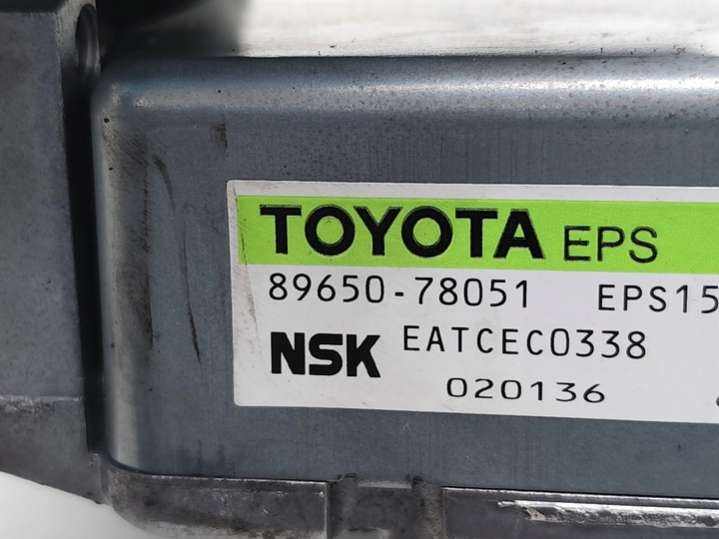 TOYOTA EPS
89650-78051 EPS15
NSK EATCEC0338
020136